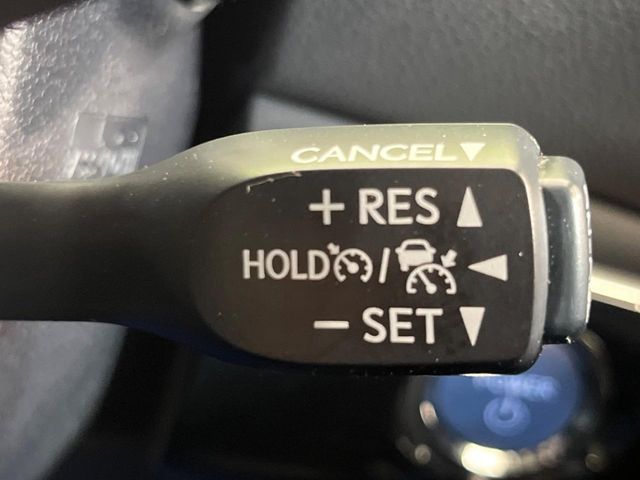 CANCEL▼
+ RES ▲
HOLD / ◀
− SET ▼